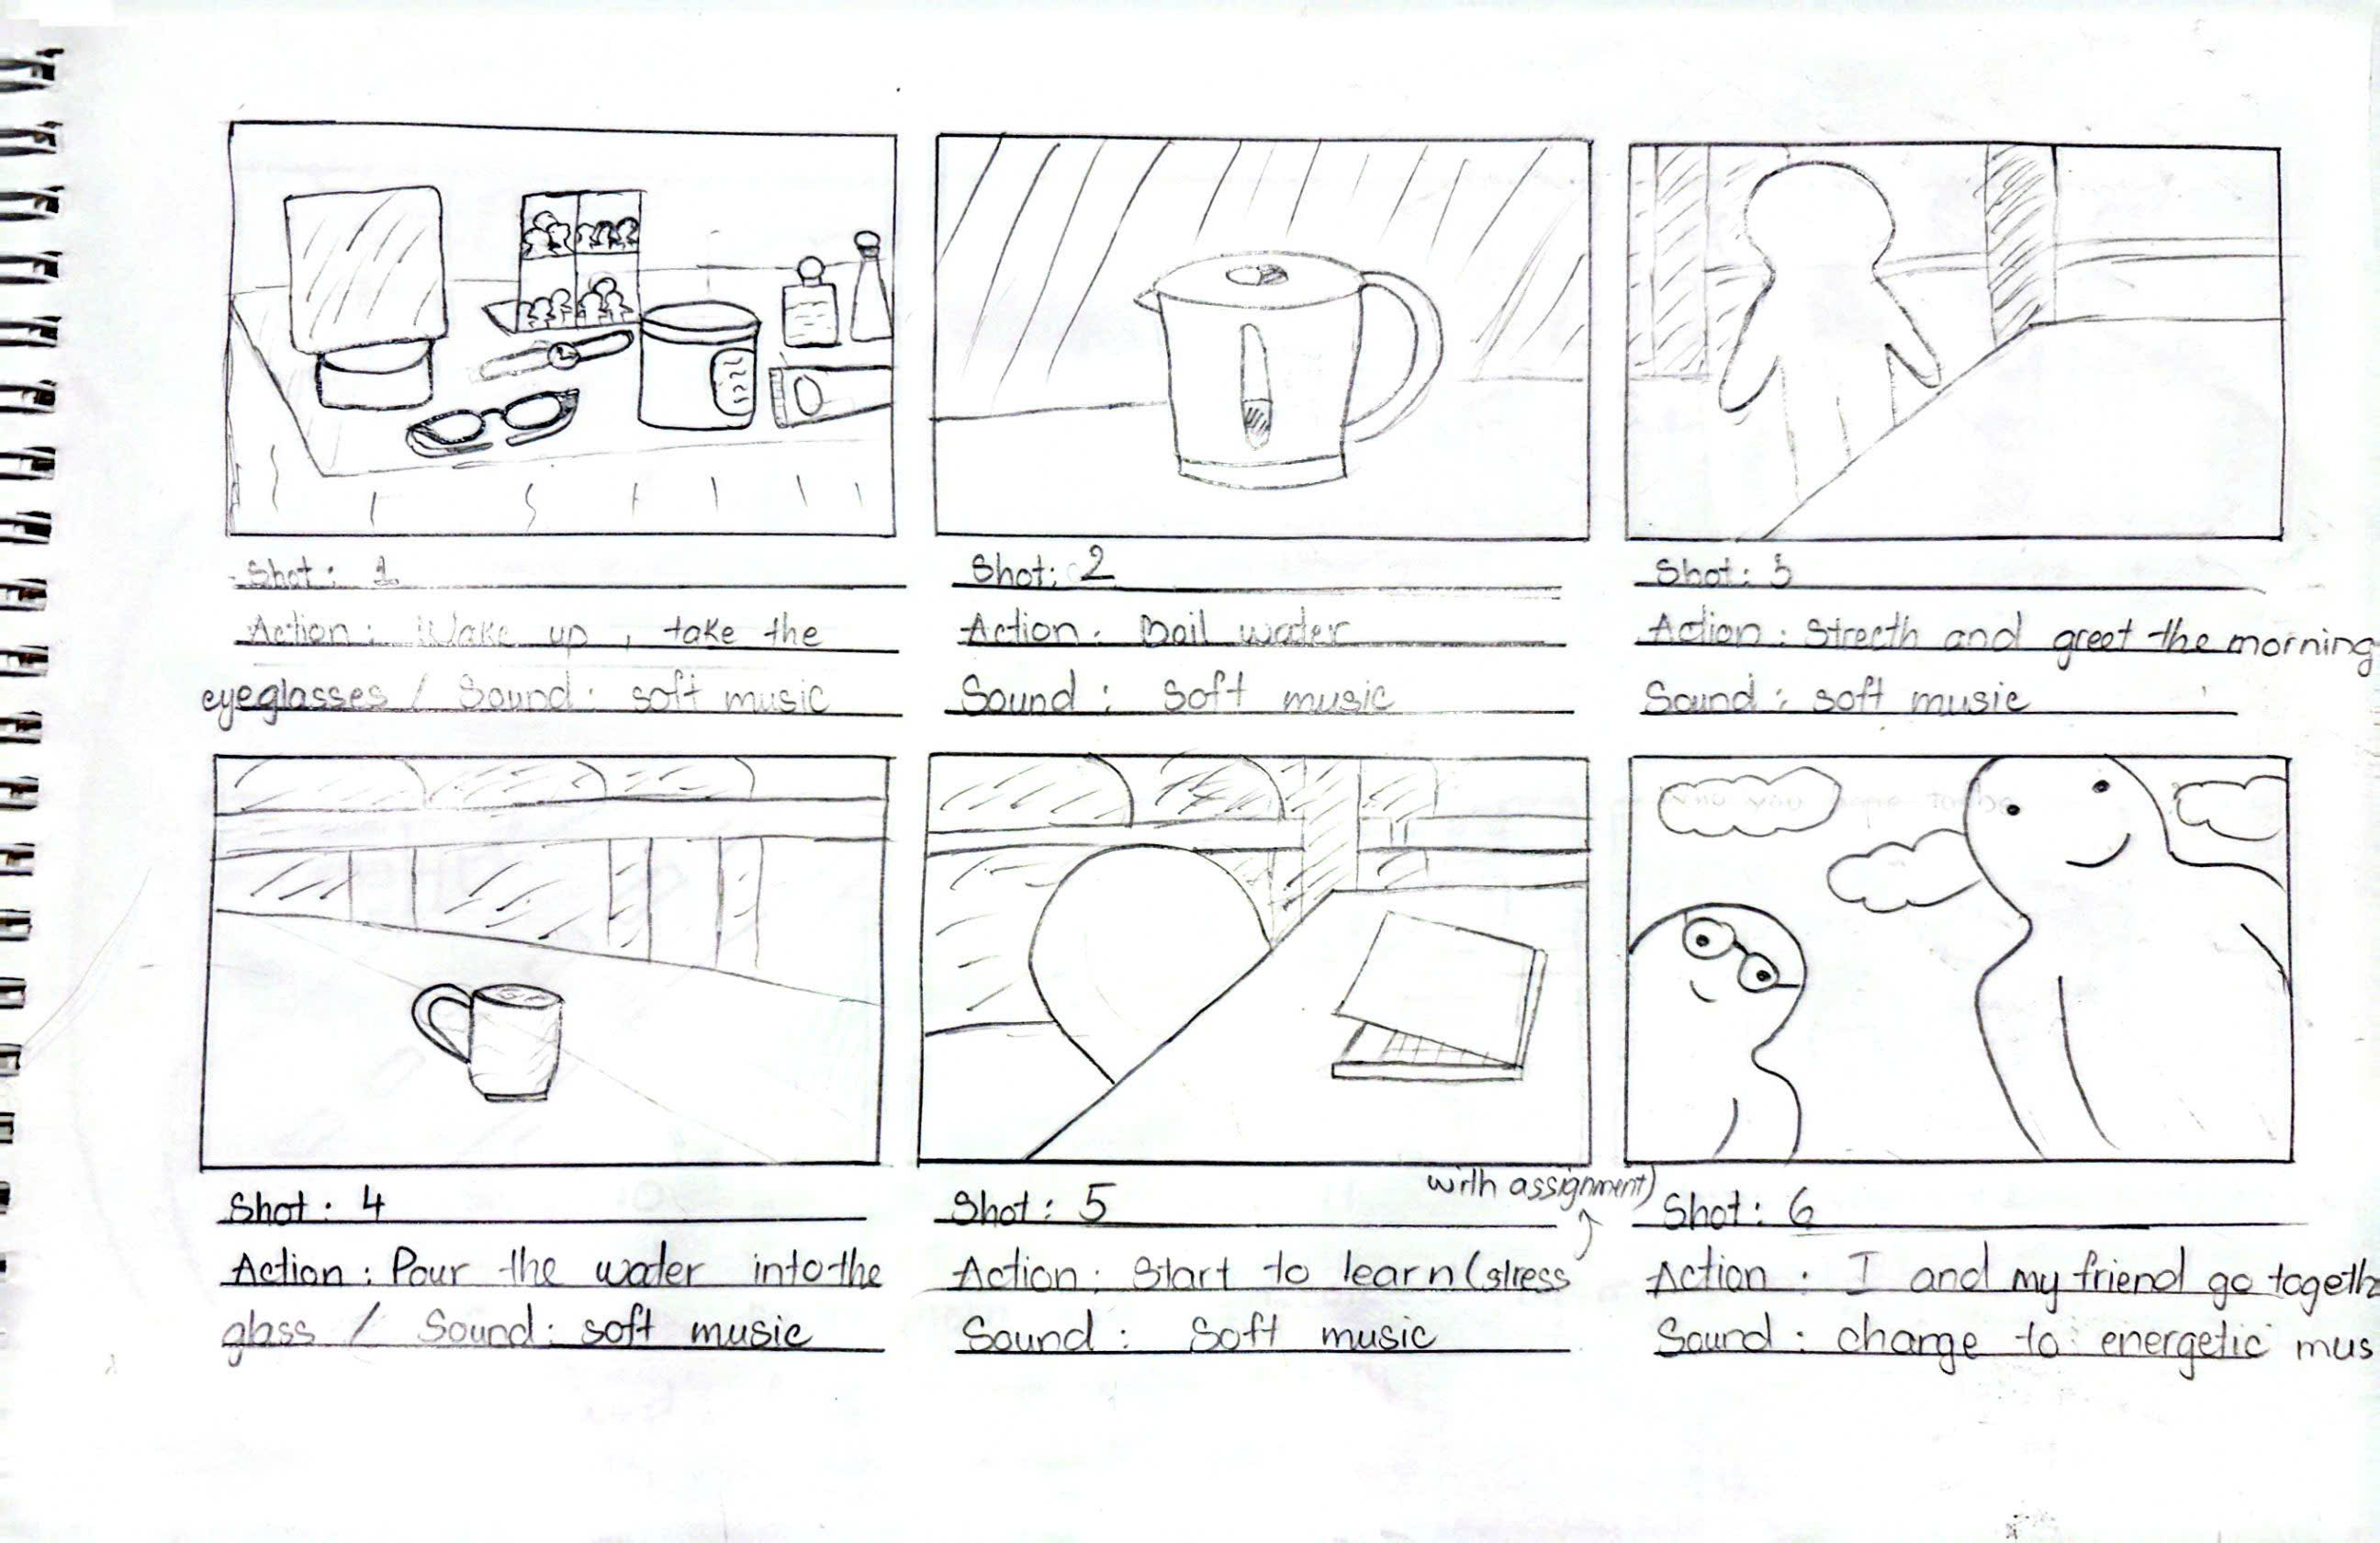 Shot: 1
Action: Wake up, take the
eyeglasses / Sound: soft music
Shot: 2
Action: Boil water
Sound: soft music
Shot: 3
Action: Strecth and greet the morning
Sound: soft music
Shot: 4
Action: Pour the water into the
glass / Sound: soft music
with assignment)
Shot: 5
Action: Start to learn (stress
Sound: Soft music
Shot: 6
Action: I and my friend go togeth
Sound: change to energetic mus